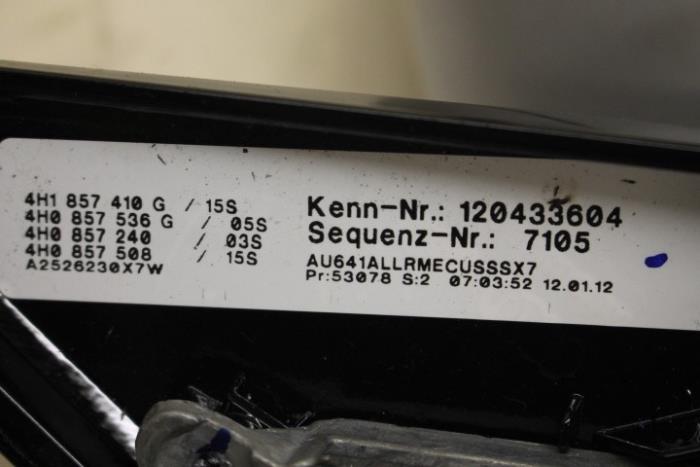 4H1 857 410 G / 15S
4H0 857 536 G / 05S
4H0 857 240 / 03S
4H0 857 508 / 15S
A2526230X7W
Kenn-Nr.: 120433604
Sequenz-Nr.: 7105
AU641ALLRMECUSSSX7
Pr:53078 S:2 07:03:52 12.01.12